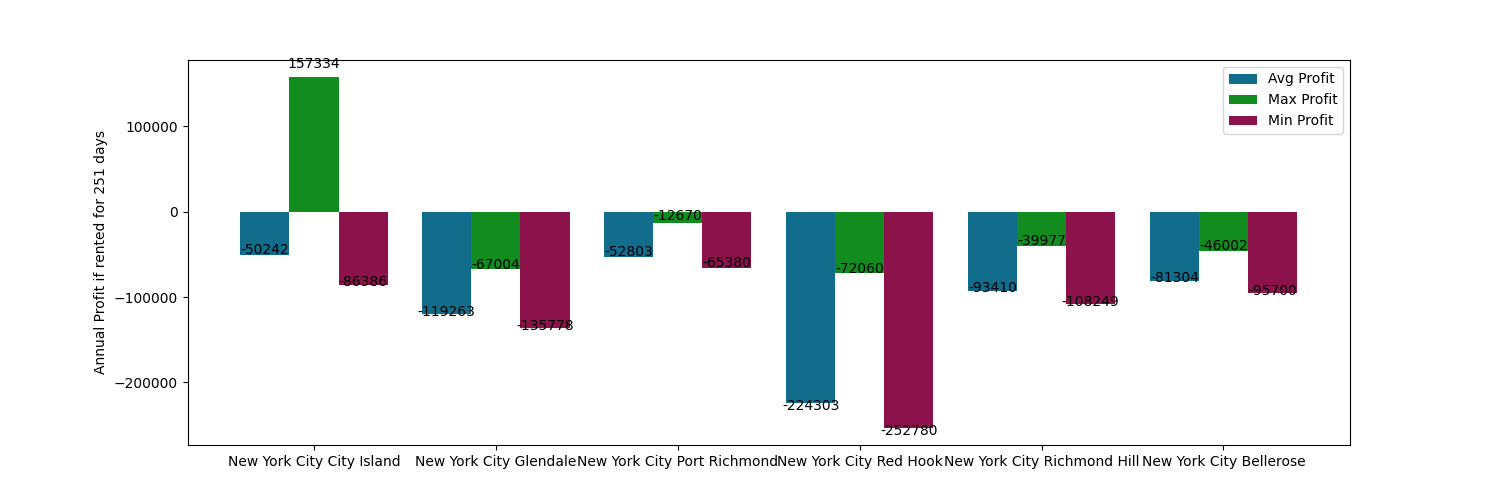 157334
Avg Profit
Max Profit
Min Profit
Annual Profit if rented for 251 days
100000
0
−100000
−200000
-50242
-86386
-119263
-67004
-135778
-52803
-12670
-65380
-224303
-72060
-252780
-93410
-39977
-108249
-81304
-46002
-95700
New York City City Island
New York City Glendale
New York City Port Richmond
New York City Red Hook
New York City Richmond Hill
New York City Bellerose